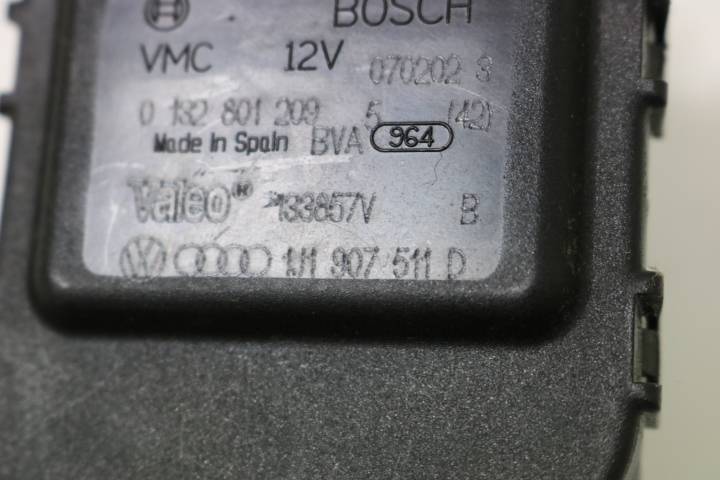 BOSCH
VMC 12V 070202 3
0 132 801 209 5 (42)
Made in Spain BVA 964
Valeo® 133857V B
1J1 907 511 D